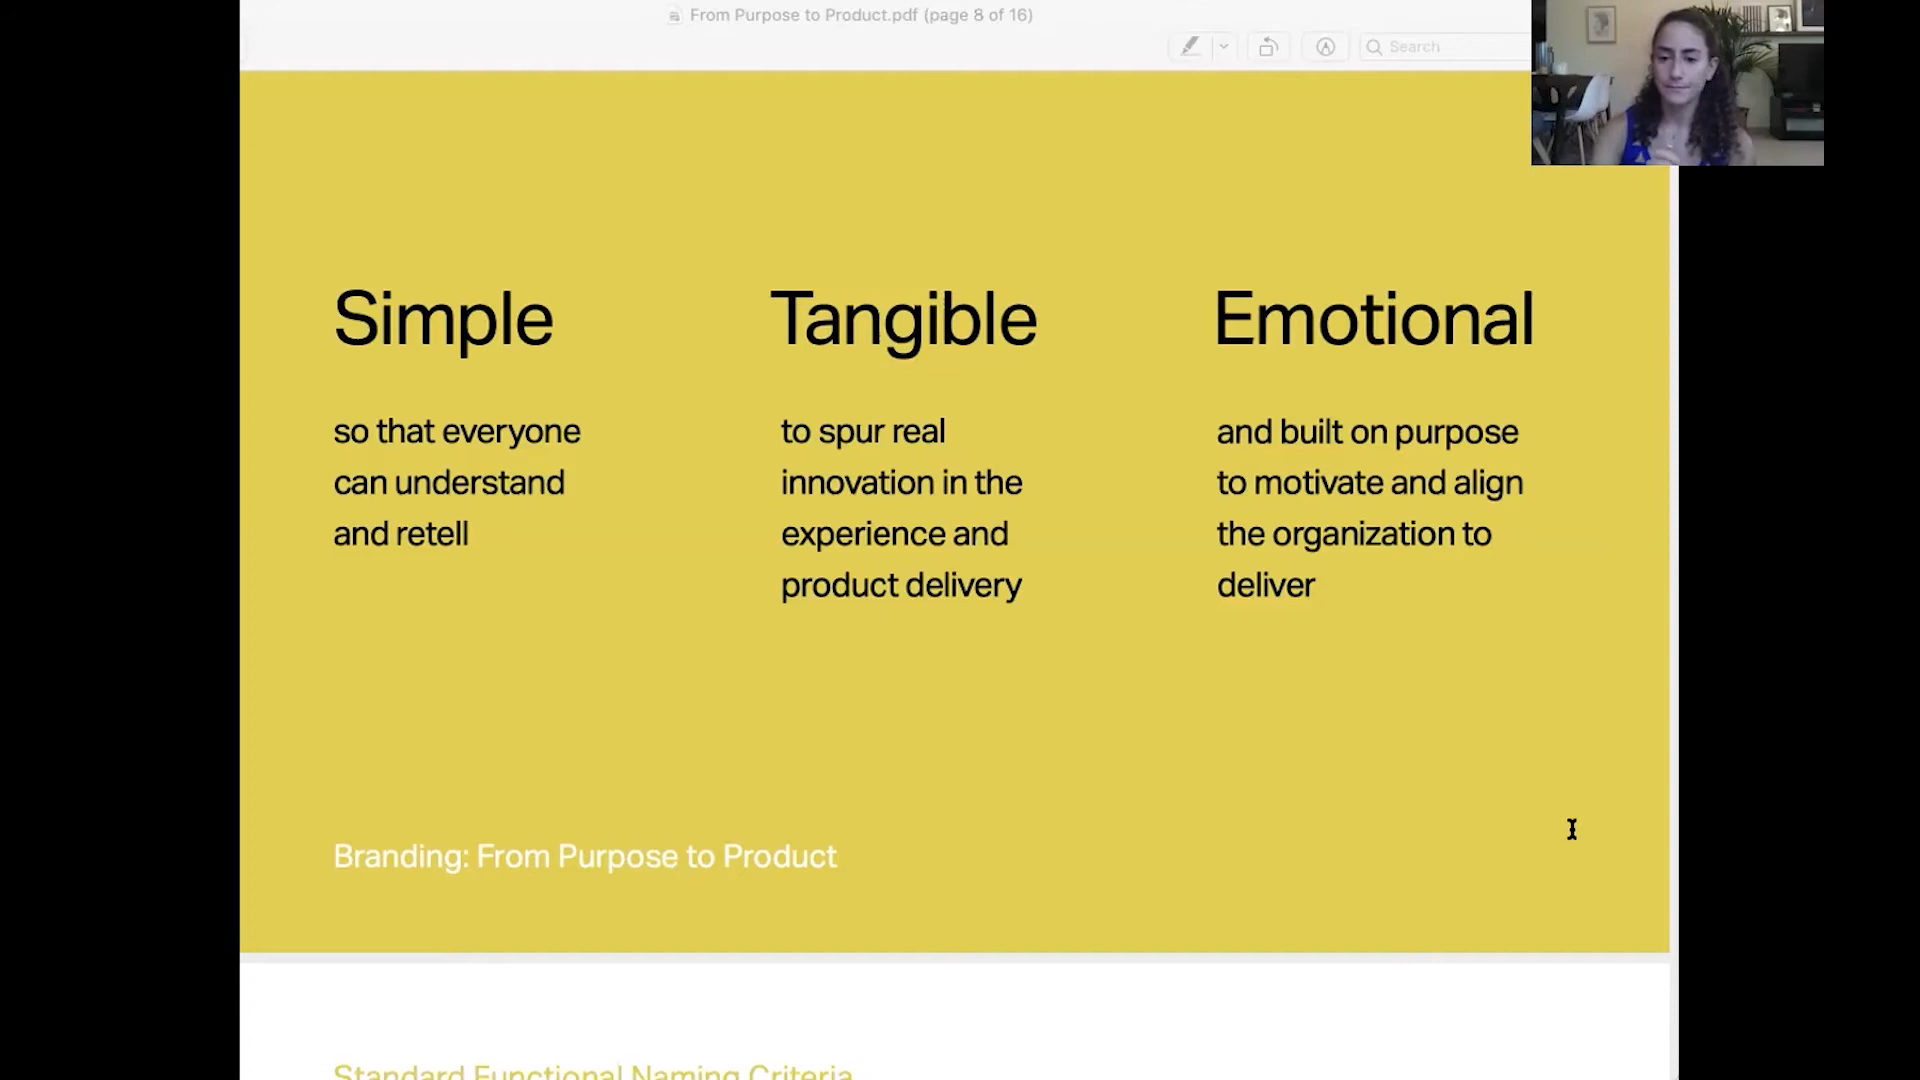 From Purpose to Product.pdf (page 8 of 16)
Search
Simple
so that everyone
can understand
and retell
Tangible
to spur real
innovation in the
experience and
product delivery
Emotional
and built on purpose
to motivate and align
the organization to
deliver
Branding: From Purpose to Product
Standard Functional Naming Criteria